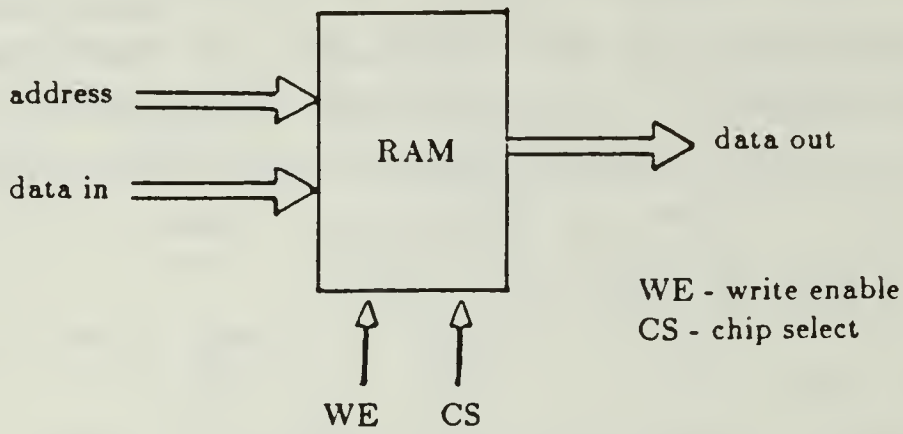 address
data in
RAM
data out
WE - write enable
CS - chip select
WE CS